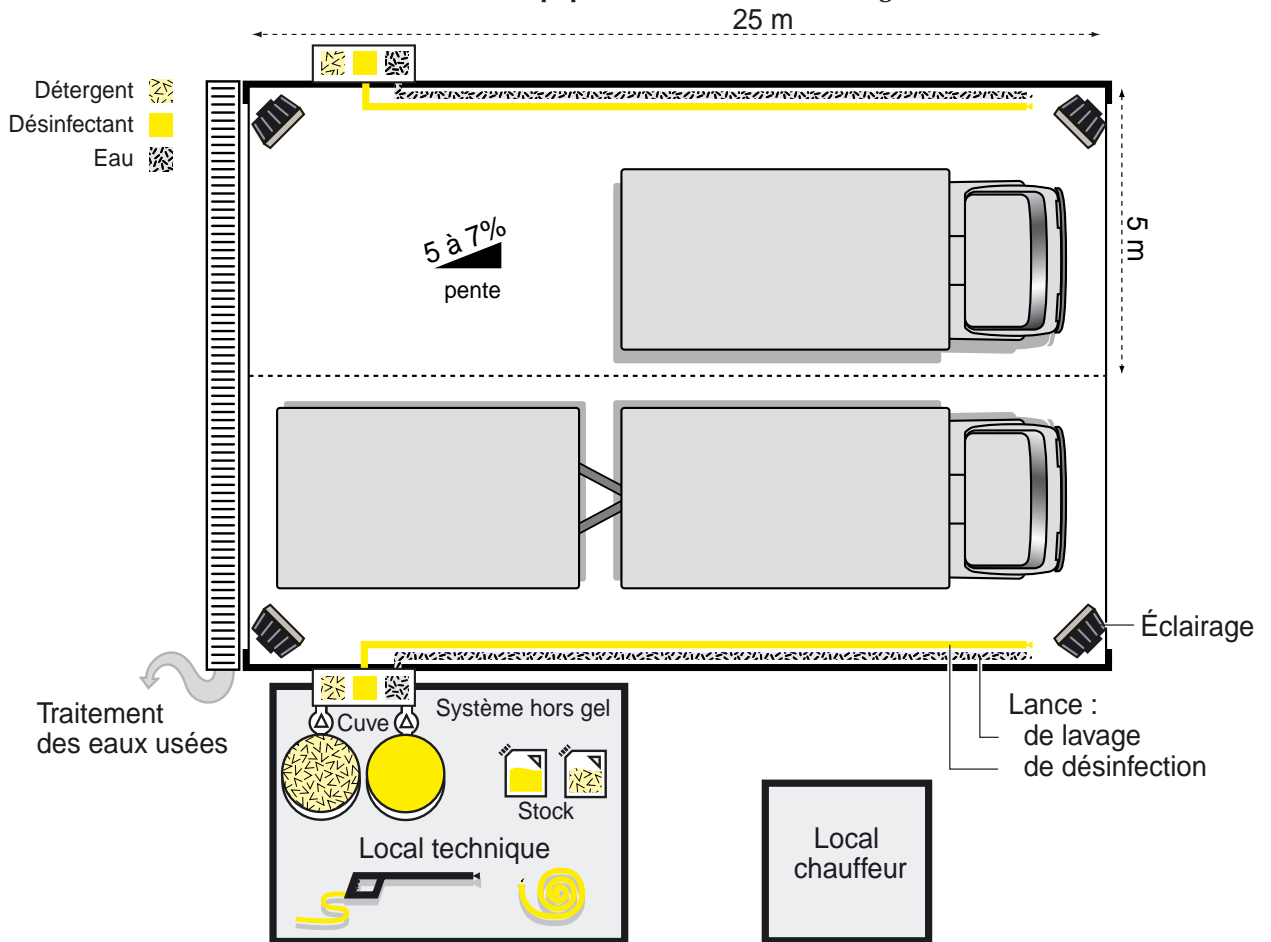 25 m
Détergent
Désinfectant
Eau
5 à 7%
pente
5 m
Éclairage
Traitement
des eaux usées
Cuve
Système hors gel
Stock
Local technique
Lance :
de lavage
de désinfection
Local
chauffeur